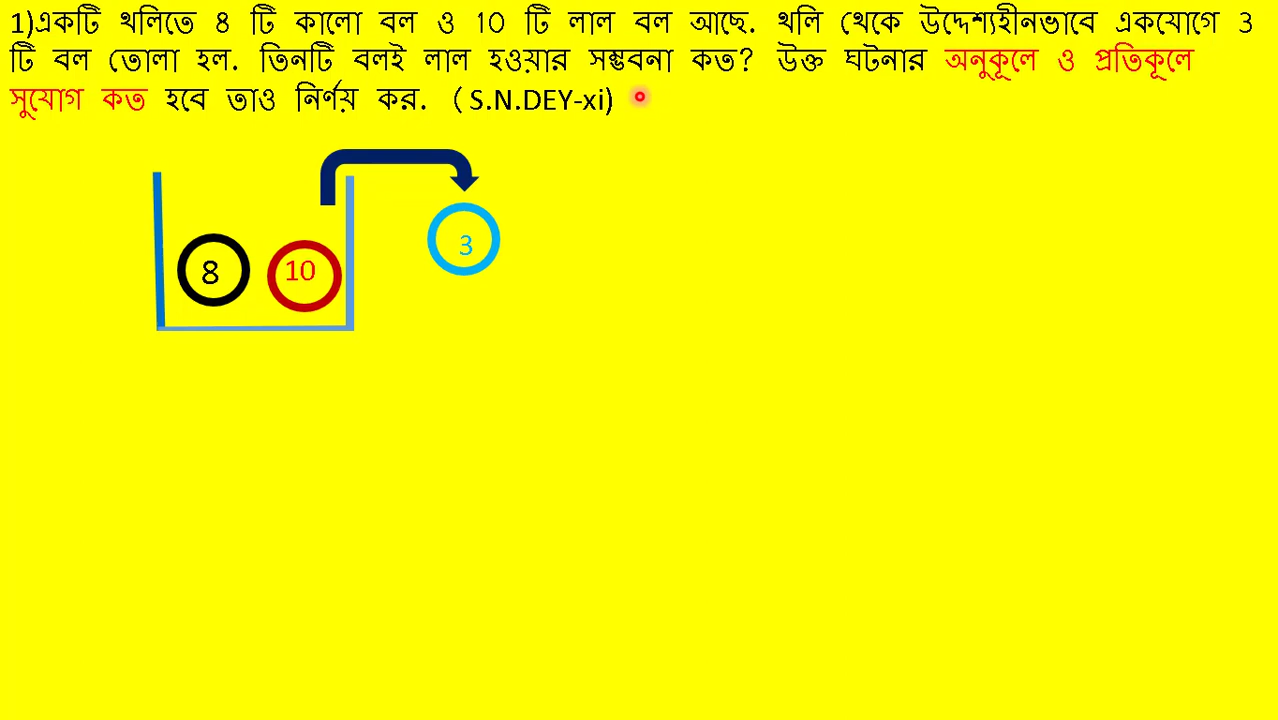 1)একটি থলিতে 8 টি কালো বল ও 10 টি লাল বল আছে. থলি থেকে উদ্দেশ্যহীনভাবে একযোগে 3
টি বল তোলা হল. তিনটি বলই লাল হওয়ার সম্ভবনা কত? উক্ত ঘটনার অনুকূলে ও প্রতিকূলে
সুযোগ কত হবে তাও নির্ণয় কর. (S.N.DEY-xi)
3
8 10